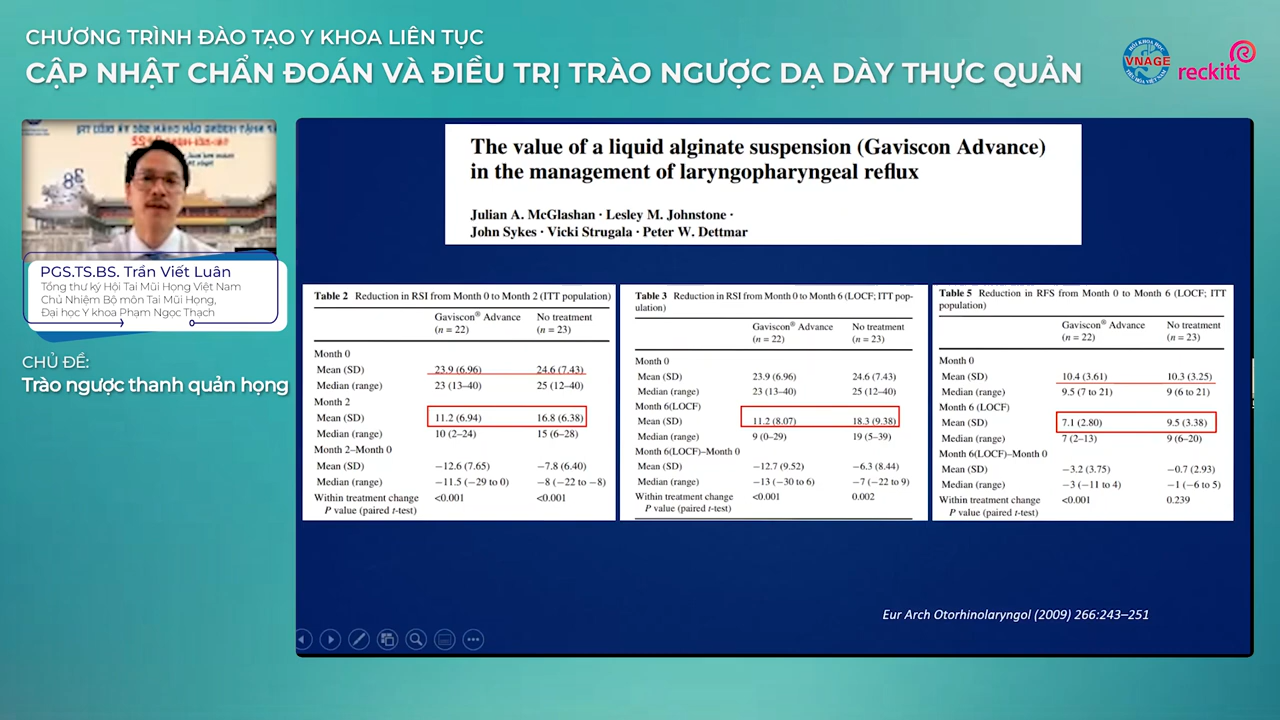 CHƯƠNG TRÌNH ĐÀO TẠO Y KHOA LIÊN TỤC
CẬP NHẬT CHẨN ĐOÁN VÀ ĐIỀU TRỊ TRÀO NGƯỢC DẠ DÀY THỰC QUẢN
VNAGE
reckitt
PGS.TS.BS. Trần Viết Luân
Tổng thư ký Hội Tai Mũi Họng Việt Nam
Chủ Nhiệm Bộ môn Tai Mũi Họng,
Đại học Y khoa Phạm Ngọc Thạch
CHỦ ĐỀ:
Trào ngược thanh quản họng
The value of a liquid alginate suspension (Gaviscon Advance)
in the management of laryngopharyngeal reflux
Julian A. McGlashan · Lesley M. Johnstone ·
John Sykes · Vicki Strugala · Peter W. Dettmar
Table 2 Reduction in RSI from Month 0 to Month 2 (ITT population)
Gaviscon® Advance No treatment
(n = 22) (n = 23)
Month 0
Mean (SD) 23.9 (6.96) 24.6 (7.43)
Median (range) 23 (13–40) 25 (12–40)
Month 2
Mean (SD) 11.2 (6.94) 16.8 (6.38)
Median (range) 10 (2–24) 15 (6–28)
Month 2–Month 0
Mean (SD) −12.6 (7.65) −7.8 (6.40)
Median (range) −11.5 (−29 to 0) −8 (−22 to −8)
Within treatment change <0.001 <0.001
P value (paired t-test)
Table 3 Reduction in RSI from Month 0 to Month 6 (LOCF; ITT pop-
ulation)
Gaviscon® Advance No treatment
(n = 22) (n = 23)
Month 0
Mean (SD) 23.9 (6.96) 24.6 (7.43)
Median (range) 23 (13–40) 25 (12–40)
Month 6(LOCF)
Mean (SD) 11.2 (8.07) 18.3 (9.38)
Median (range) 9 (0–29) 19 (5–39)
Month 6(LOCF)–Month 0
Mean (SD) −12.7 (9.52) −6.3 (8.44)
Median (range) −13 (−30 to 6) −7 (−22 to 9)
Within treatment change <0.001 0.002
P value (paired t-test)
Table 5 Reduction in RFS from Month 0 to Month 6 (LOCF; ITT
population)
Gaviscon® Advance No treatment
(n = 22) (n = 23)
Month 0
Mean (SD) 10.4 (3.61) 10.3 (3.25)
Median (range) 9.5 (7 to 21) 9 (6 to 21)
Month 6 (LOCF)
Mean (SD) 7.1 (2.80) 9.5 (3.38)
Median (range) 7 (2–13) 9 (6–20)
Month 6(LOCF)–Month 0
Mean (SD) −3.2 (3.75) −0.7 (2.93)
Median (range) −3 (−11 to 4) −1 (−6 to 5)
Within treatment change <0.001 0.239
P value (paired t-test)
Eur Arch Otorhinolaryngol (2009) 266:243–251